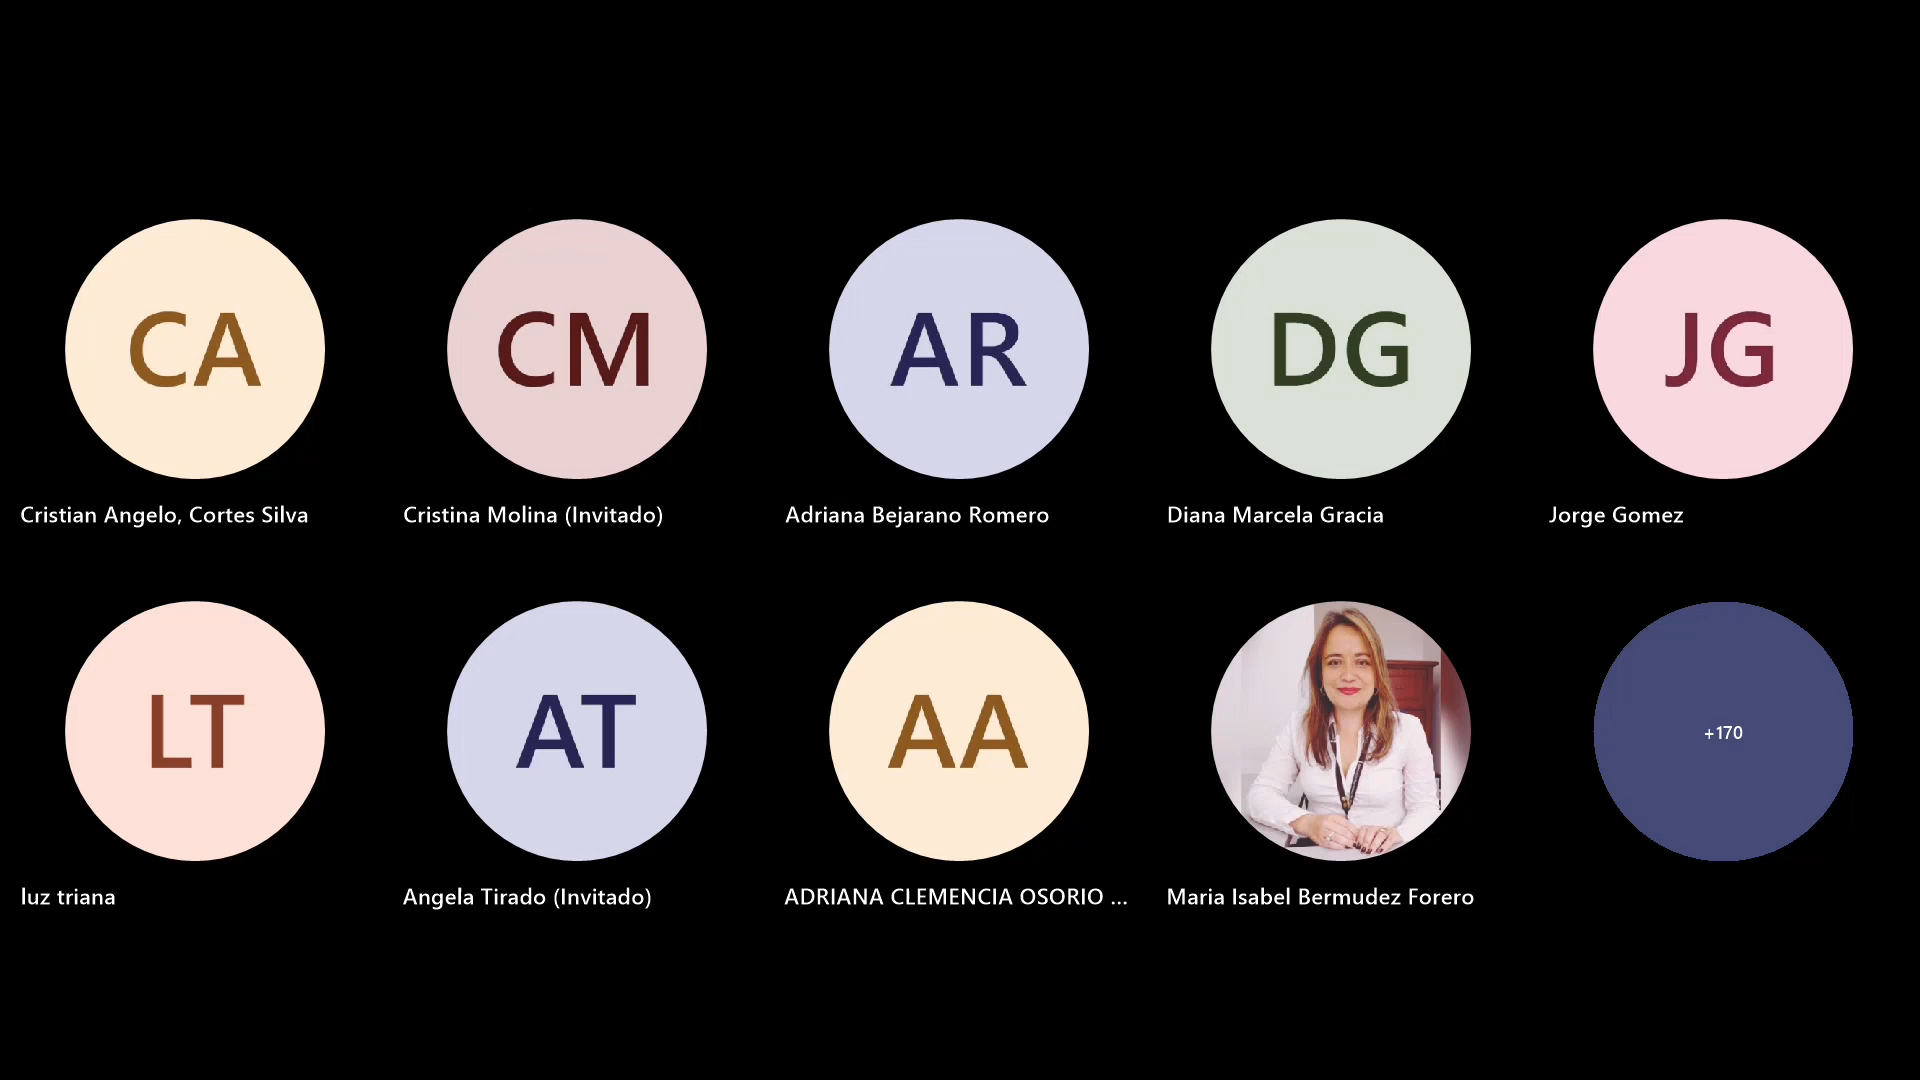 CA
CM
AR
DG
JG
Cristian Angelo, Cortes Silva
Cristina Molina (Invitado)
Adriana Bejarano Romero
Diana Marcela Gracia
Jorge Gomez
LT
AT
AA
+170
luz triana
Angela Tirado (Invitado)
ADRIANA CLEMENCIA OSORIO ...
Maria Isabel Bermudez Forero